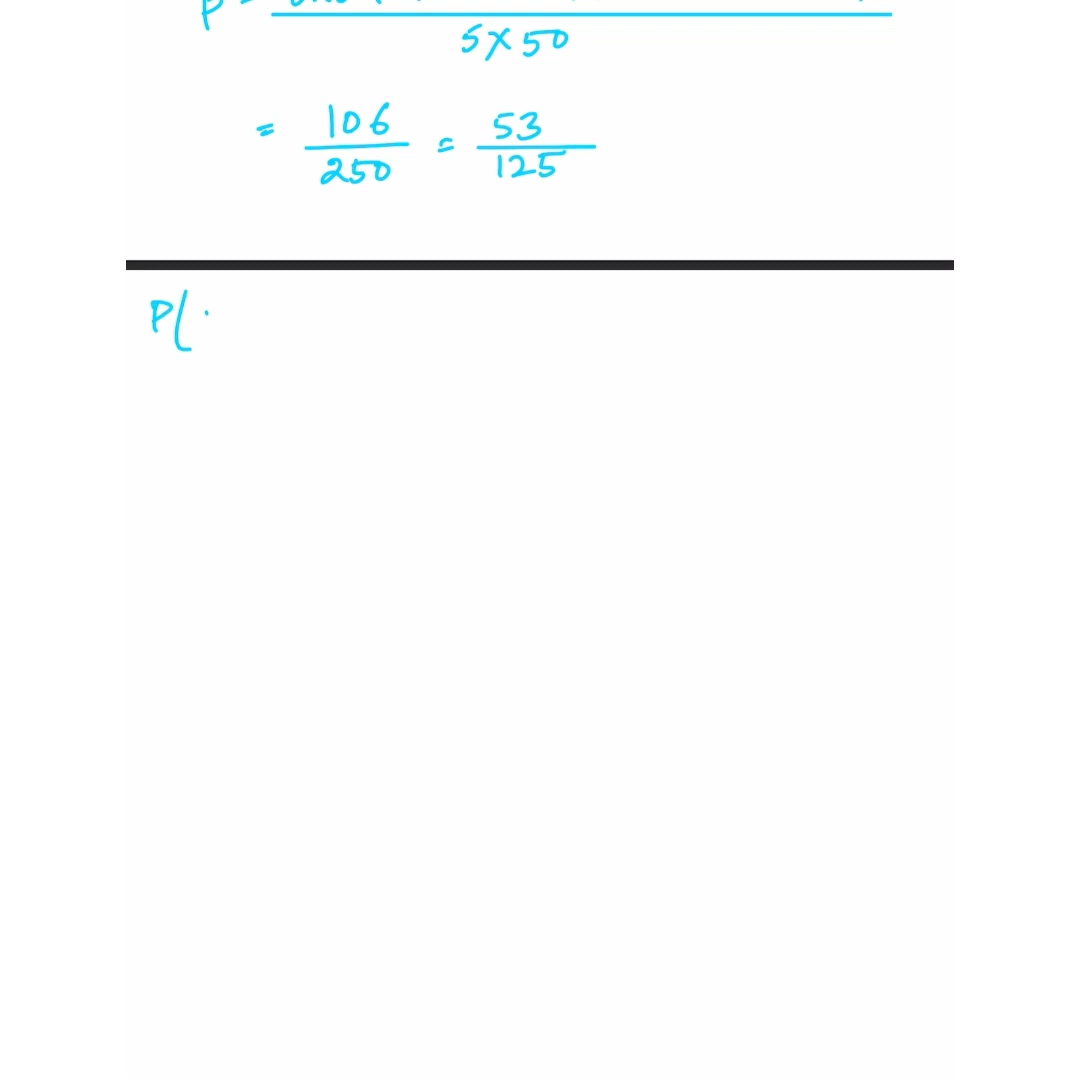 P =
5 × 50
= 106/250 = 53/125
P( .